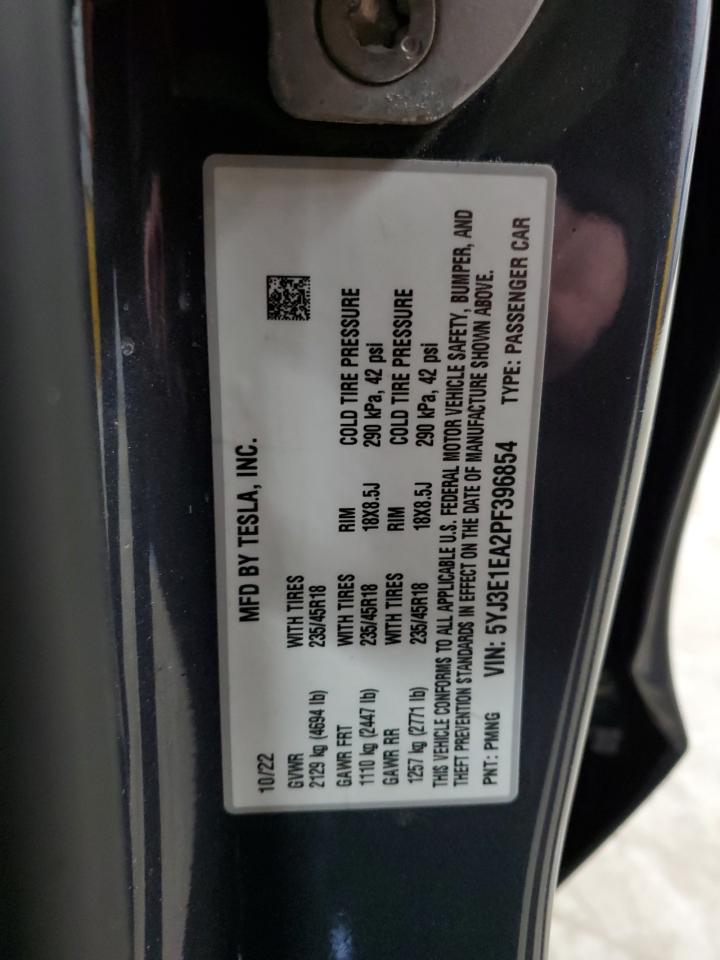 MFD BY TESLA, INC.
10/22
GVWR WITH TIRES
2129 kg (4694 lb) 235/45R18
GAWR FRT WITH TIRES RIM COLD TIRE PRESSURE
1110 kg (2447 lb) 235/45R18 18X8.5J 290 kPa, 42 psi
GAWR RR WITH TIRES RIM COLD TIRE PRESSURE
1257 kg (2771 lb) 235/45R18 18X8.5J 290 kPa, 42 psi
THIS VEHICLE CONFORMS TO ALL APPLICABLE U.S. FEDERAL MOTOR VEHICLE SAFETY, BUMPER, AND
THEFT PREVENTION STANDARDS IN EFFECT ON THE DATE OF MANUFACTURE SHOWN ABOVE.
PNT: PMNG VIN: 5YJ3E1EA2PF396854 TYPE: PASSENGER CAR